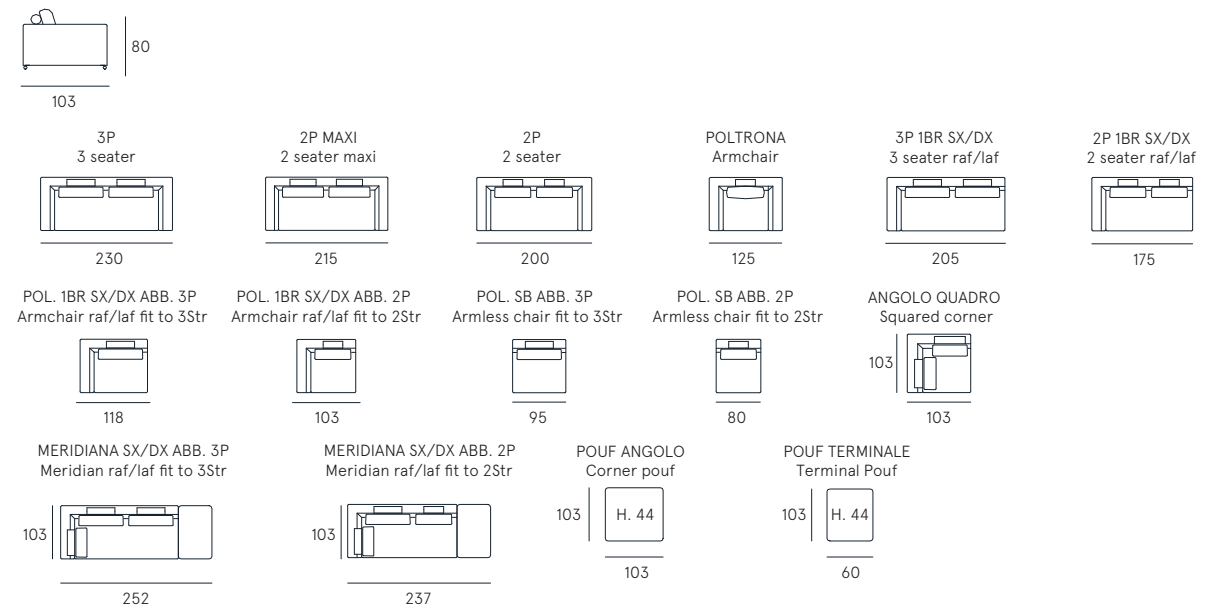 80
103
3P
3 seater
230
2P MAXI
2 seater maxi
215
2P
2 seater
200
POLTRONA
Armchair
125
3P 1BR SX/DX
3 seater raf/laf
205
2P 1BR SX/DX
2 seater raf/laf
175
POL. 1BR SX/DX ABB. 3P
Armchair raf/laf fit to 3Str
118
POL. 1BR SX/DX ABB. 2P
Armchair raf/laf fit to 2Str
103
POL. SB ABB. 3P
Armless chair fit to 3Str
95
POL. SB ABB. 2P
Armless chair fit to 2Str
80
ANGOLO QUADRO
Squared corner
103
103
MERIDIANA SX/DX ABB. 3P
Meridian raf/laf fit to 3Str
103
252
MERIDIANA SX/DX ABB. 2P
Meridian raf/laf fit to 2Str
103
237
POUF ANGOLO
Corner pouf
103
H. 44
103
POUF TERMINALE
Terminal Pouf
103
H. 44
60